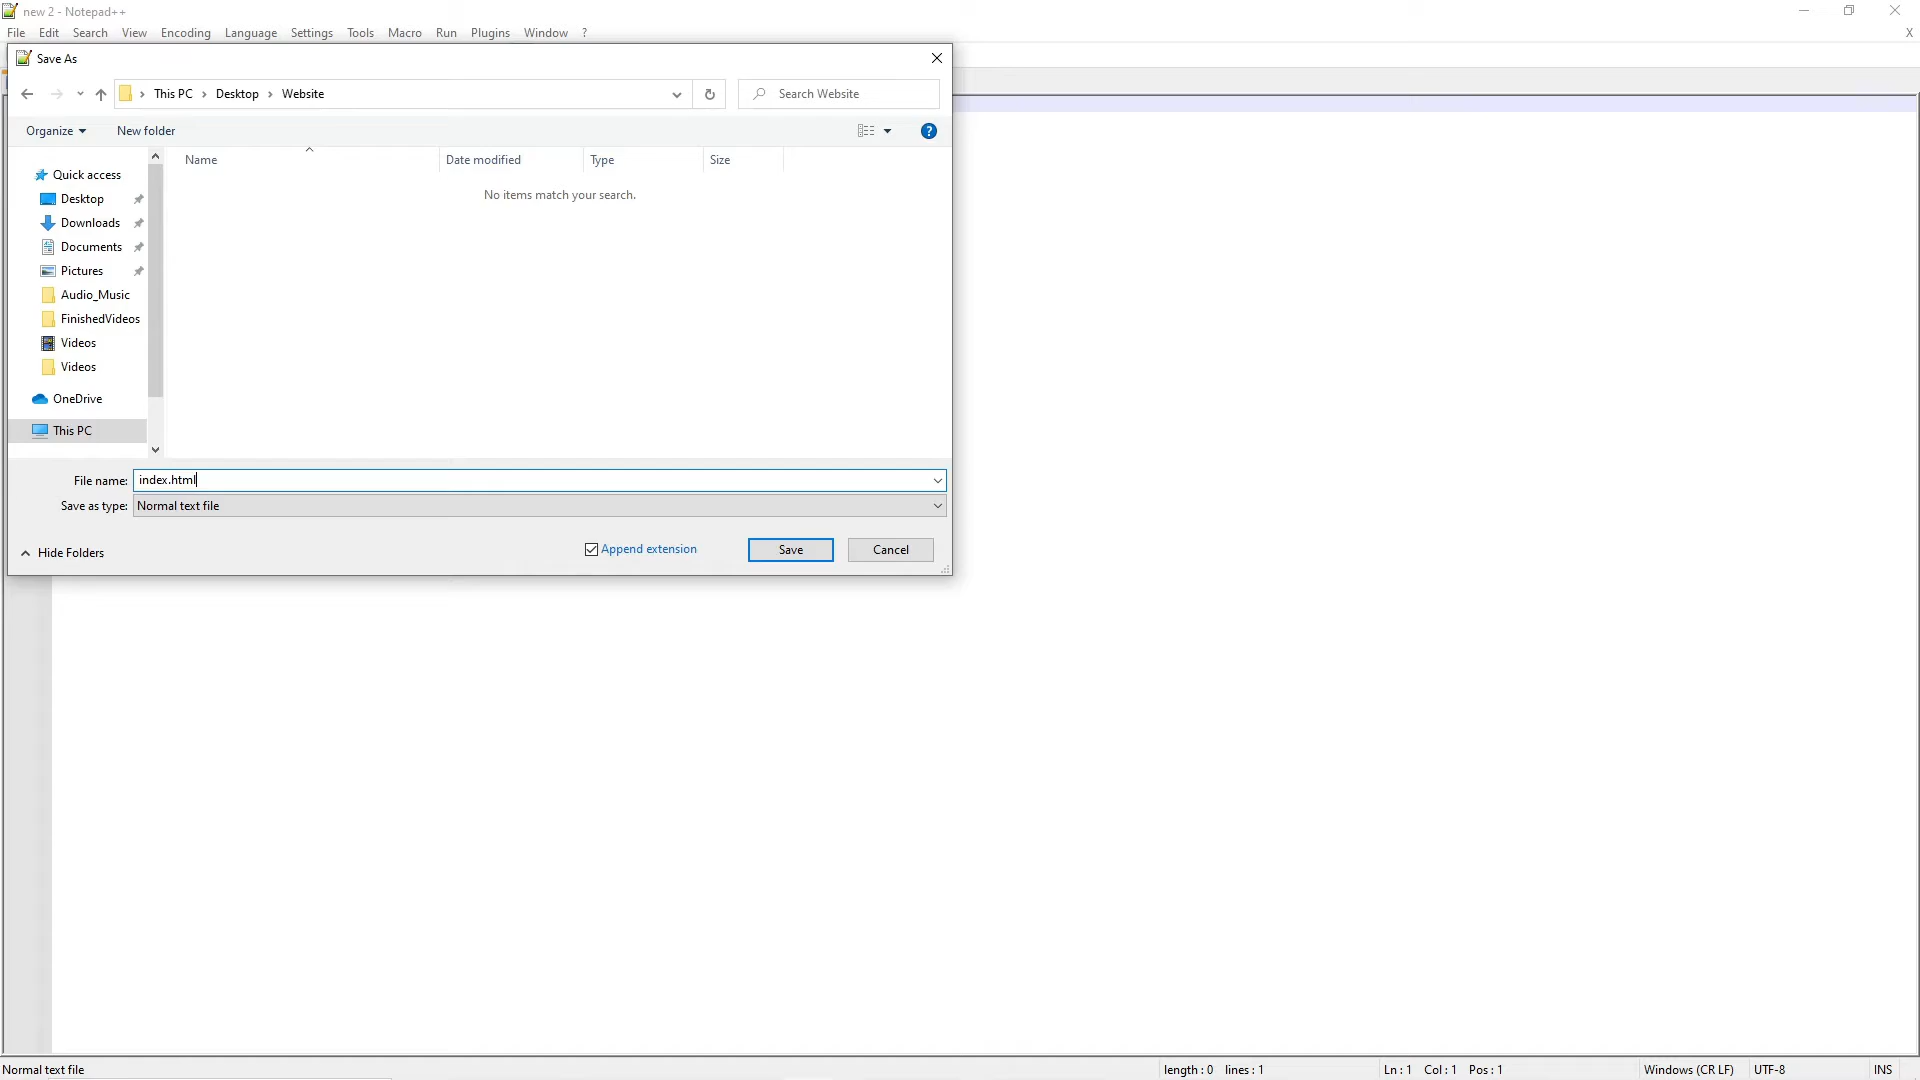 new 2 - Notepad++
File Edit Search View Encoding Language Settings Tools Macro Run Plugins Window ? X
Save As
This PC > Desktop > Website
Search Website
Organize New folder ?
Name Date modified Type Size
Quick access
No items match your search.
Desktop
Downloads
Documents
Pictures
Audio_Music
FinishedVideos
Videos
Videos
OneDrive
This PC
File name: index.html
Save as type: Normal text file
Hide Folders Append extension Save Cancel
Normal text file length : 0 lines : 1 Ln : 1 Col : 1 Pos : 1 Windows (CR LF) UTF-8 INS